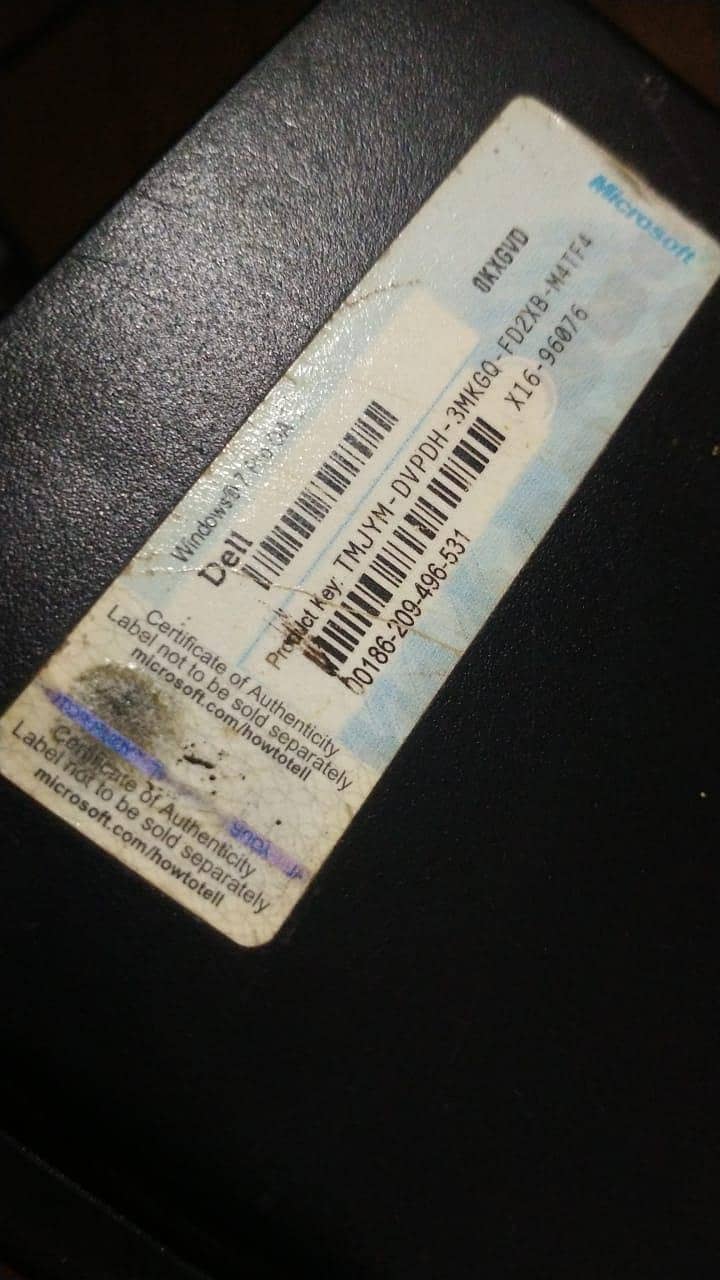 Microsoft
0KXGVD
Windows® 7 Pro OA
Dell
Product Key: TMJYM-DVPDH-3MKGQ-FD2XB-M4TF4
X16-96076
00186-209-496-531
Certificate of Authenticity
Label not to be sold separately
microsoft.com/howtotell
Certificate of Authenticity
Label not to be sold separately
microsoft.com/howtotell